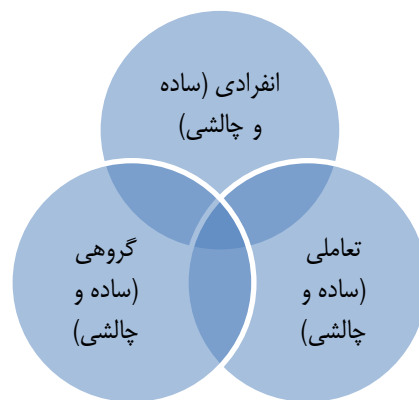 انفرادی (ساده
و چالشی)
تعاملی
(ساده و
چالشی)
گروهی
(ساده و
چالشی)